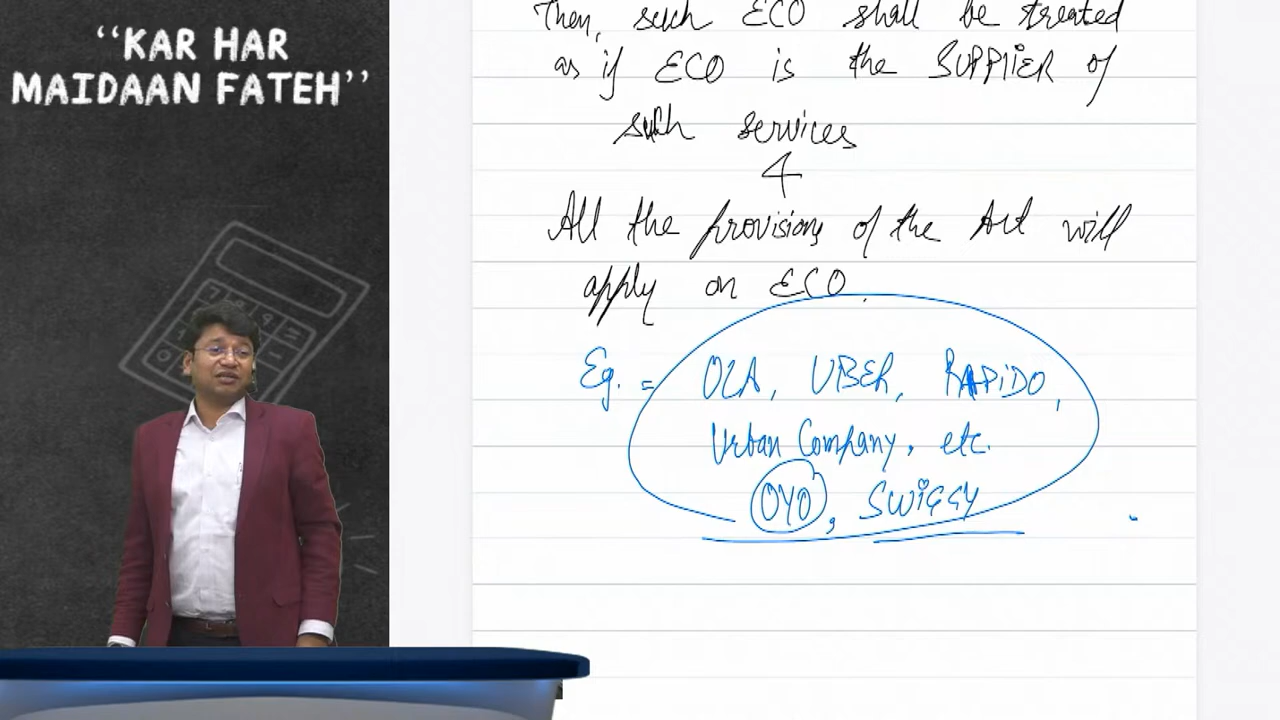 “KAR HAR
MAIDAAN FATEH”
Then, such ECO shall be treated
as if ECO is the SUPPlIER of
such services
&
All the provisions of the Act will
apply on ECO.
Eg. = OLA, UBER, RAPiDO,
Urban Company, etc.
OYO, SWiGGY